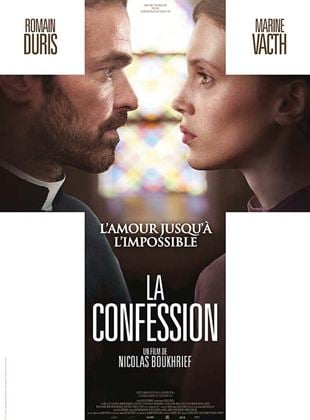 ROMAIN
DURIS
MARINE
VACTH
L'AMOUR JUSQU'À
L'IMPOSSIBLE
LA
CONFESSION
UN FILM DE
NICOLAS BOUKHRIEF